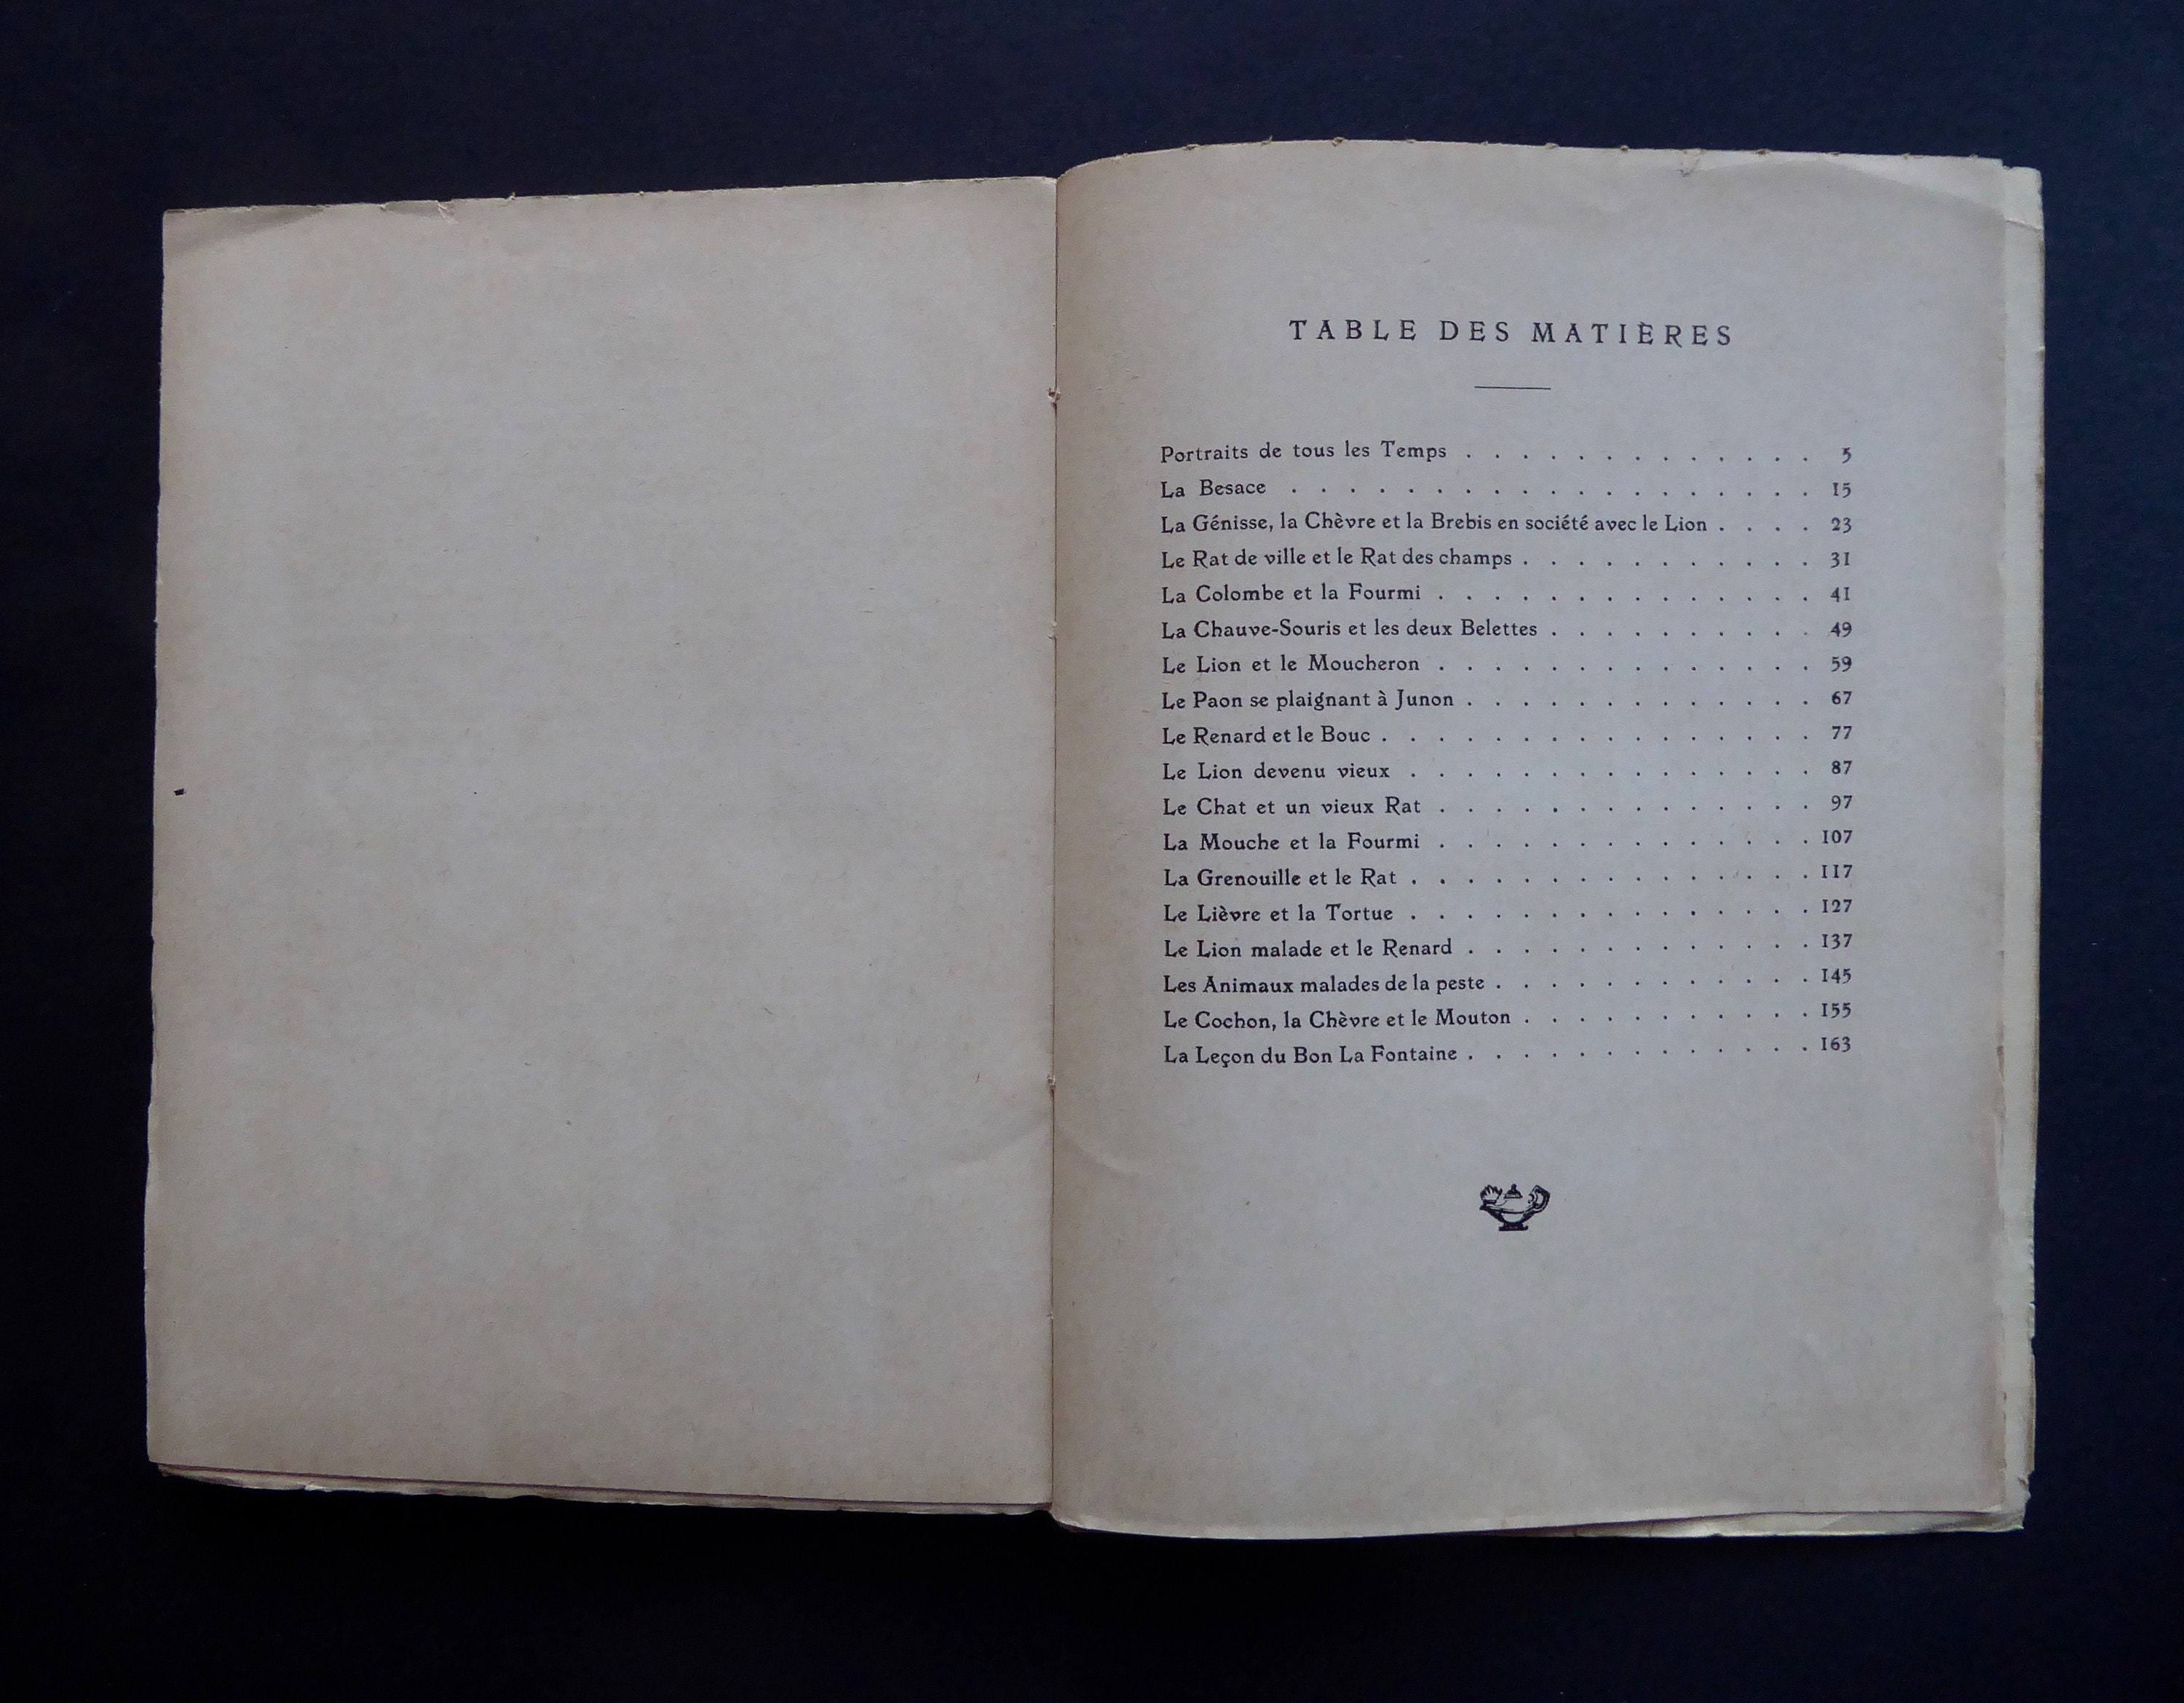 TABLE DES MATIÈRES
Portraits de tous les Temps . . . . . . . . . . . . . 5
La Besace . . . . . . . . . . . . . . . . . . . 15
La Génisse, la Chèvre et la Brebis en société avec le Lion . . . . 23
Le Rat de ville et le Rat des champs . . . . . . . . . . . 31
La Colombe et la Fourmi . . . . . . . . . . . . . . 41
La Chauve-Souris et les deux Belettes . . . . . . . . . . 49
Le Lion et le Moucheron . . . . . . . . . . . . . . 59
Le Paon se plaignant à Junon . . . . . . . . . . . . . 67
Le Renard et le Bouc . . . . . . . . . . . . . . . . 77
Le Lion devenu vieux . . . . . . . . . . . . . . . 87
Le Chat et un vieux Rat . . . . . . . . . . . . . . 97
La Mouche et la Fourmi . . . . . . . . . . . . . . 107
La Grenouille et le Rat . . . . . . . . . . . . . . . 117
Le Lièvre et la Tortue . . . . . . . . . . . . . . . 127
Le Lion malade et le Renard . . . . . . . . . . . . . 137
Les Animaux malades de la peste . . . . . . . . . . . . 145
Le Cochon, la Chèvre et le Mouton . . . . . . . . . . . 155
La Leçon du Bon La Fontaine . . . . . . . . . . . . . 163